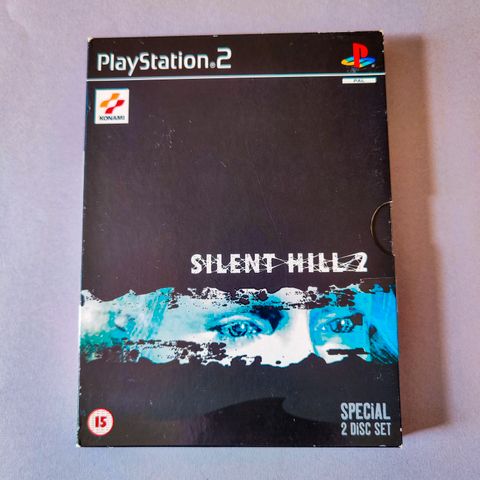 PlayStation®2
PAL
KONAMI
SILENT HILL 2
15
SPECiAL
2 DiSC SET